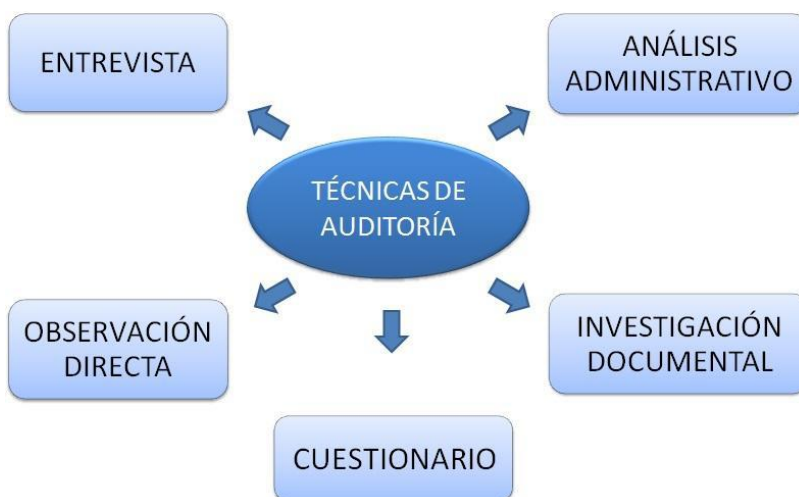 ENTREVISTA
ANÁLISIS
ADMINISTRATIVO
TÉCNICAS DE
AUDITORÍA
OBSERVACIÓN
DIRECTA
INVESTIGACIÓN
DOCUMENTAL
CUESTIONARIO